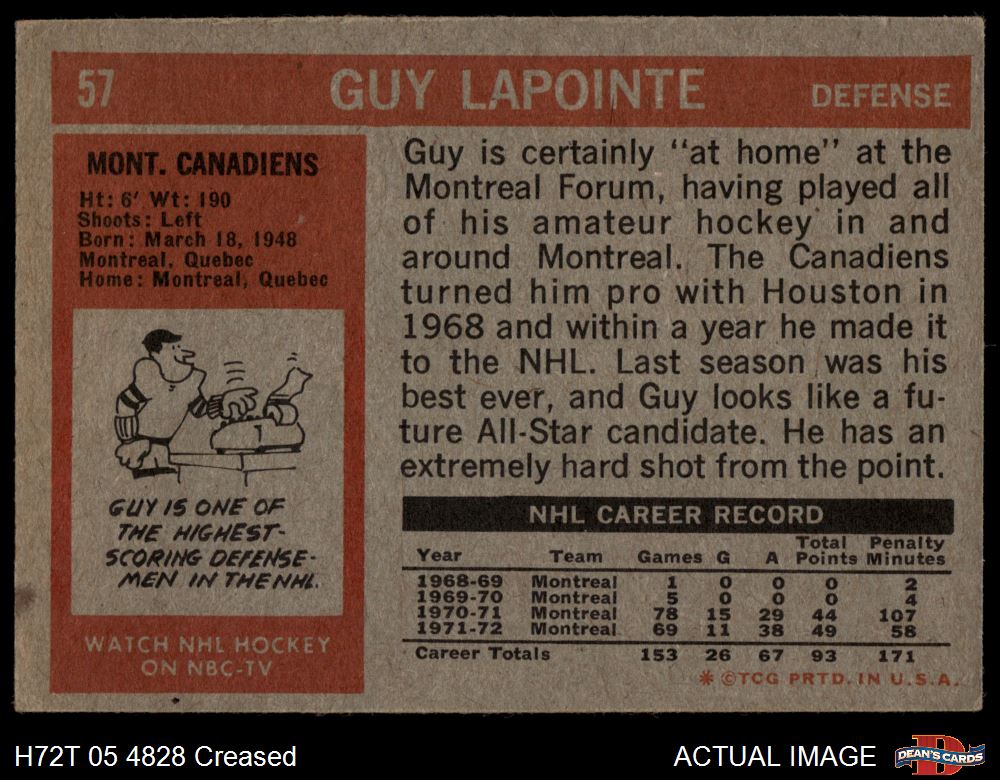 57
GUY LAPOINTE
DEFENSE
MONT. CANADIENS
Ht: 6' Wt: 190
Shoots: Left
Born: March 18, 1948
Montreal, Quebec
Home: Montreal, Quebec
GUY IS ONE OF
THE HIGHEST-
SCORING DEFENSE-
MEN IN THE NHL.
WATCH NHL HOCKEY
ON NBC-TV
Guy is certainly "at home" at the
Montreal Forum, having played all
of his amateur hockey in and
around Montreal. The Canadiens
turned him pro with Houston in
1968 and within a year he made it
to the NHL. Last season was his
best ever, and Guy looks like a fu-
ture All-Star candidate. He has an
extremely hard shot from the point.
NHL CAREER RECORD
Year Team Games G A Total Points Penalty Minutes
1968-69 Montreal 1 0 0 0 2
1969-70 Montreal 5 0 0 0 4
1970-71 Montreal 78 15 29 44 107
1971-72 Montreal 69 11 38 49 58
Career Totals 153 26 67 93 171
* ©TCG PRTD. IN U.S.A.
H72T 05 4828 Creased
ACTUAL IMAGE
DEAN'S CARDS